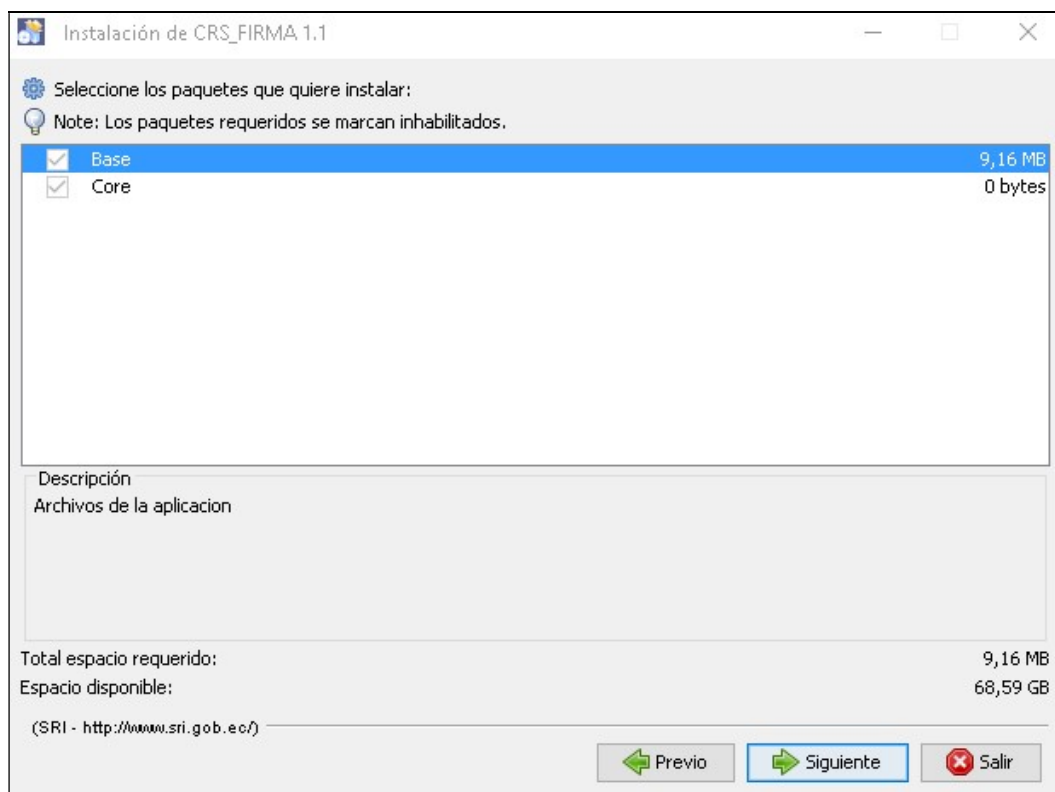 Instalación de CRS_FIRMA 1.1
Seleccione los paquetes que quiere instalar:
Note: Los paquetes requeridos se marcan inhabilitados.
Base 9,16 MB
Core 0 bytes
Descripción
Archivos de la aplicacion
Total espacio requerido: 9,16 MB
Espacio disponible: 68,59 GB
(SRI - http://www.sri.gob.ec/)
Previo Siguiente Salir